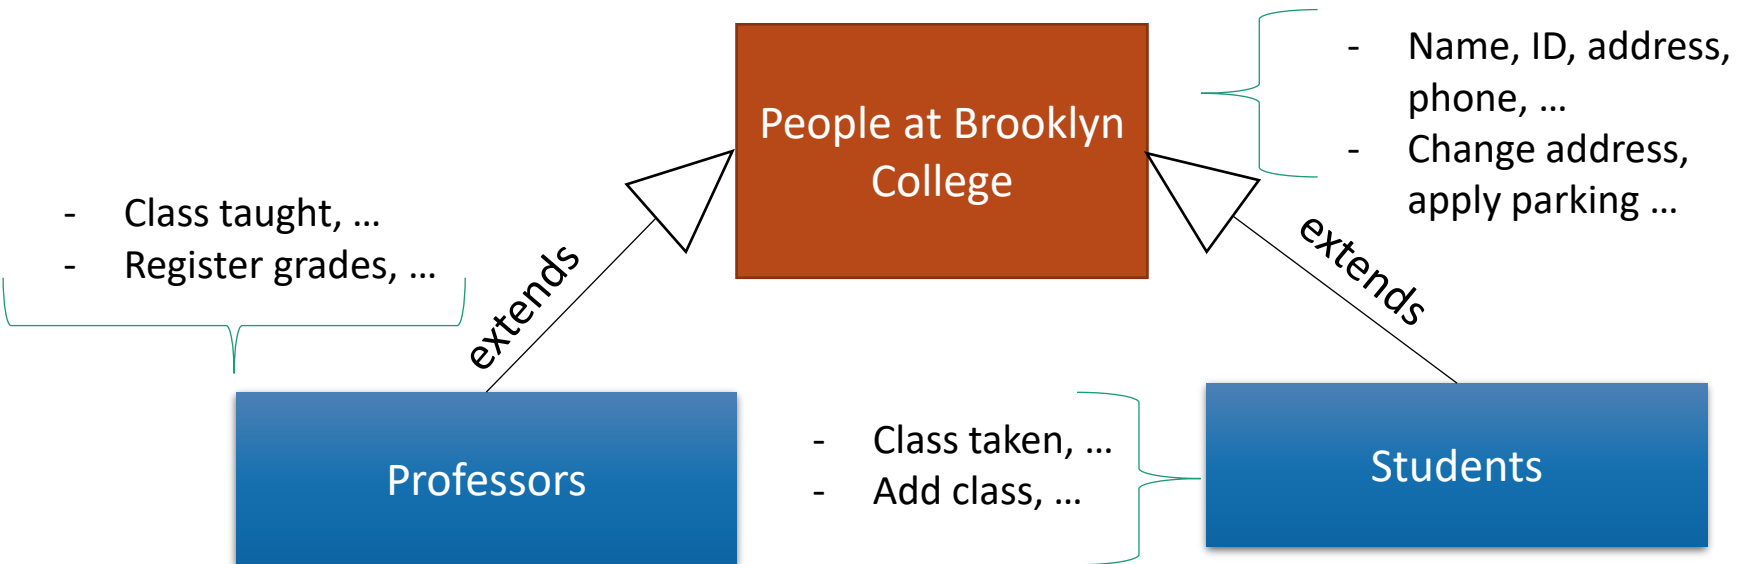 People at Brooklyn
College
- Name, ID, address,
phone, …
- Change address,
apply parking …
- Class taught, …
- Register grades, …
extends
extends
Professors
- Class taken, …
- Add class, …
Students